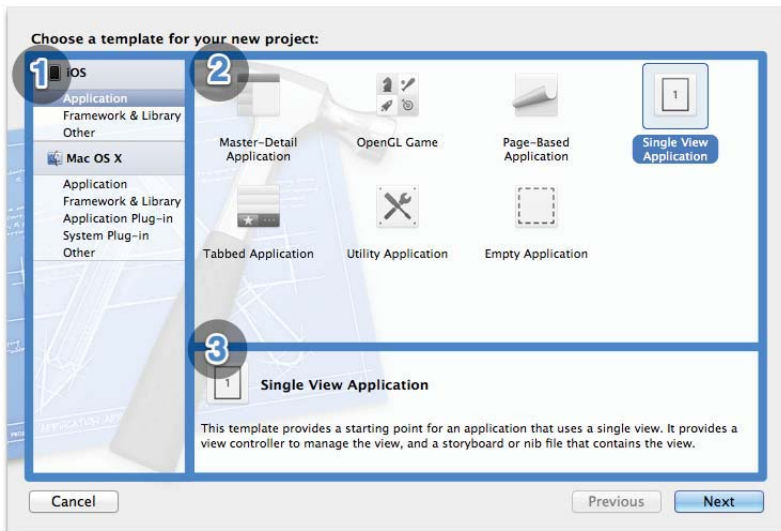 Choose a template for your new project:
1
iOS
Application
Framework & Library
Other
Mac OS X
Application
Framework & Library
Application Plug-in
System Plug-in
Other
2
Master-Detail
Application
OpenGL Game
Page-Based
Application
1
Single View
Application
Tabbed Application
Utility Application
Empty Application
3
1
Single View Application
This template provides a starting point for an application that uses a single view. It provides a
view controller to manage the view, and a storyboard or nib file that contains the view.
Cancel
Previous
Next